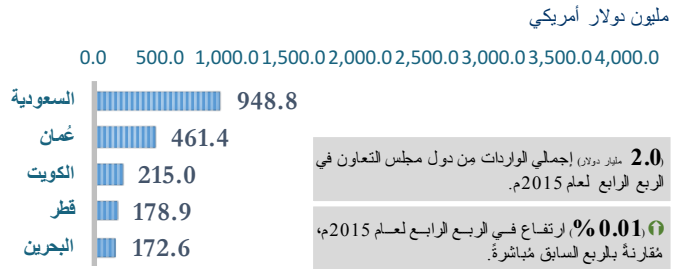 مليون دولار أمريكي
0.0 500.0 1,000.0 1,500.0 2,000.0 2,500.0 3,000.0 3,500.0 4,000.0
السعودية 948.8
عُمان 461.4
الكويت 215.0
قطر 178.9
البحرين 172.6
(2.0 مليار دولار) إجمالي الواردات مِن دول مجلس التعاون في
الربع الرابع لعام 2015م.
(0.01 %) ارتفاع في الربع الرابع لعام 2015م،
مُقارنةً بالربع السابق مُباشرةً.